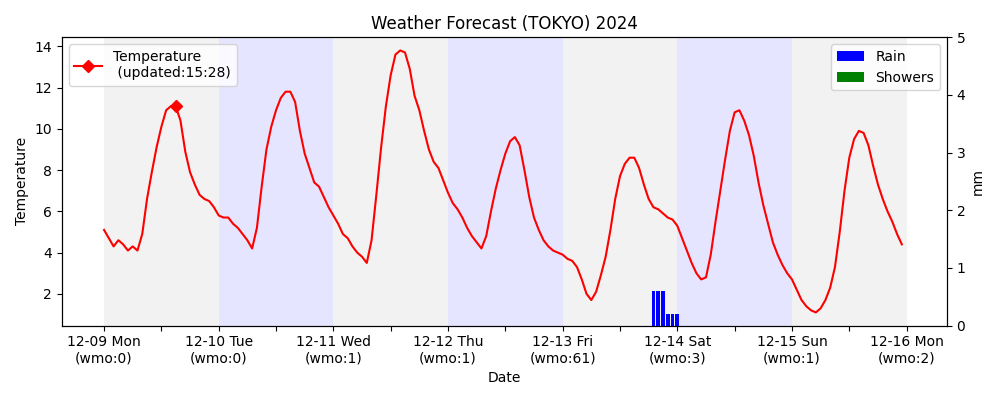 Weather Forecast (TOKYO) 2024
Temperature
(updated:15:28)
Rain
Showers
Temperature
14
12
10
8
6
4
2
5
4
3
2
1
0
mm
12-09 Mon
(wmo:0)
12-10 Tue
(wmo:0)
12-11 Wed
(wmo:1)
12-12 Thu
(wmo:1)
12-13 Fri
(wmo:61)
12-14 Sat
(wmo:3)
12-15 Sun
(wmo:1)
12-16 Mon
(wmo:2)
Date